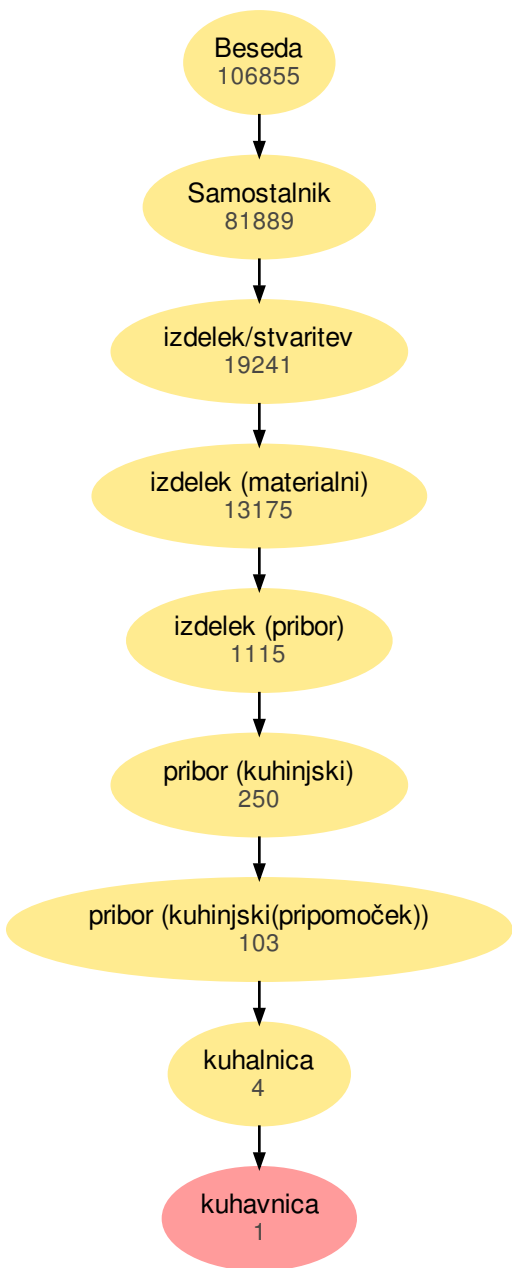 Beseda
106855
Samostalnik
81889
izdelek/stvaritev
19241
izdelek (materialni)
13175
izdelek (pribor)
1115
pribor (kuhinjski)
250
pribor (kuhinjski(pripomoček))
103
kuhalnica
4
kuhavnica
1